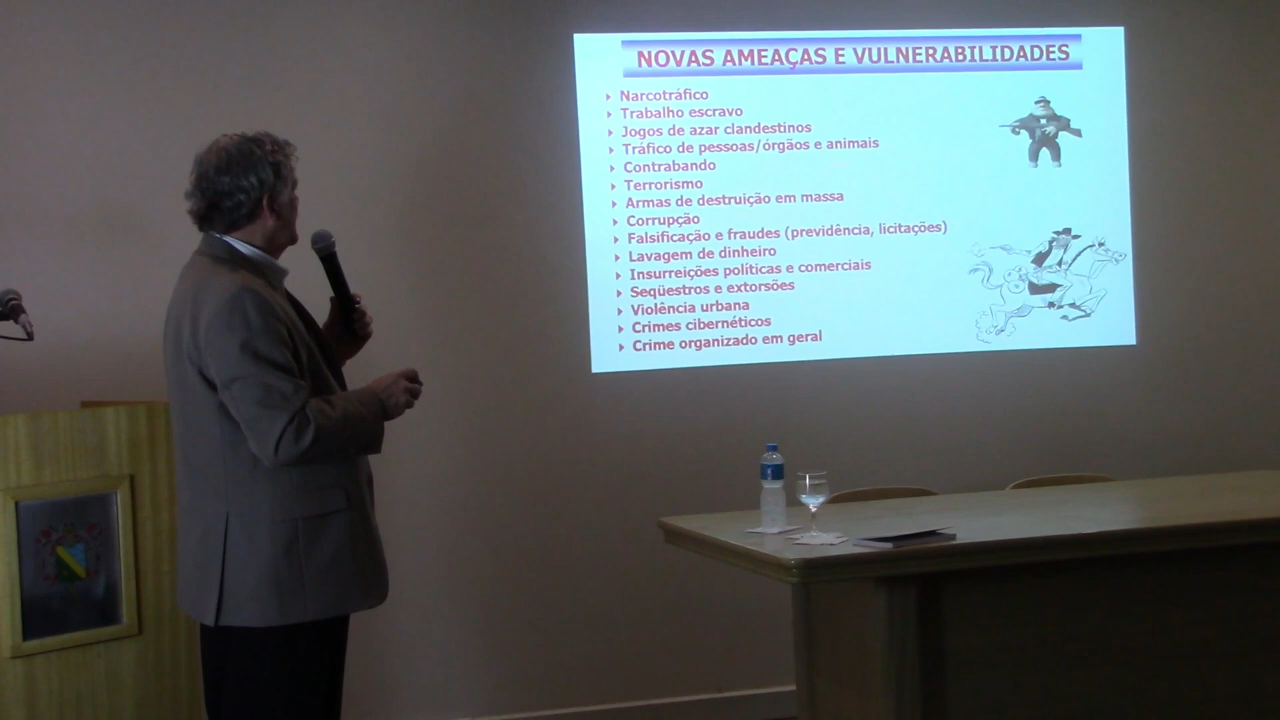 NOVAS AMEAÇAS E VULNERABILIDADES
Narcotráfico
Trabalho escravo
Jogos de azar clandestinos
Tráfico de pessoas/órgãos e animais
Contrabando
Terrorismo
Armas de destruição em massa
Corrupção
Falsificação e fraudes (previdência, licitações)
Lavagem de dinheiro
Insurreições políticas e comerciais
Seqüestros e extorsões
Violência urbana
Crimes cibernéticos
Crime organizado em geral